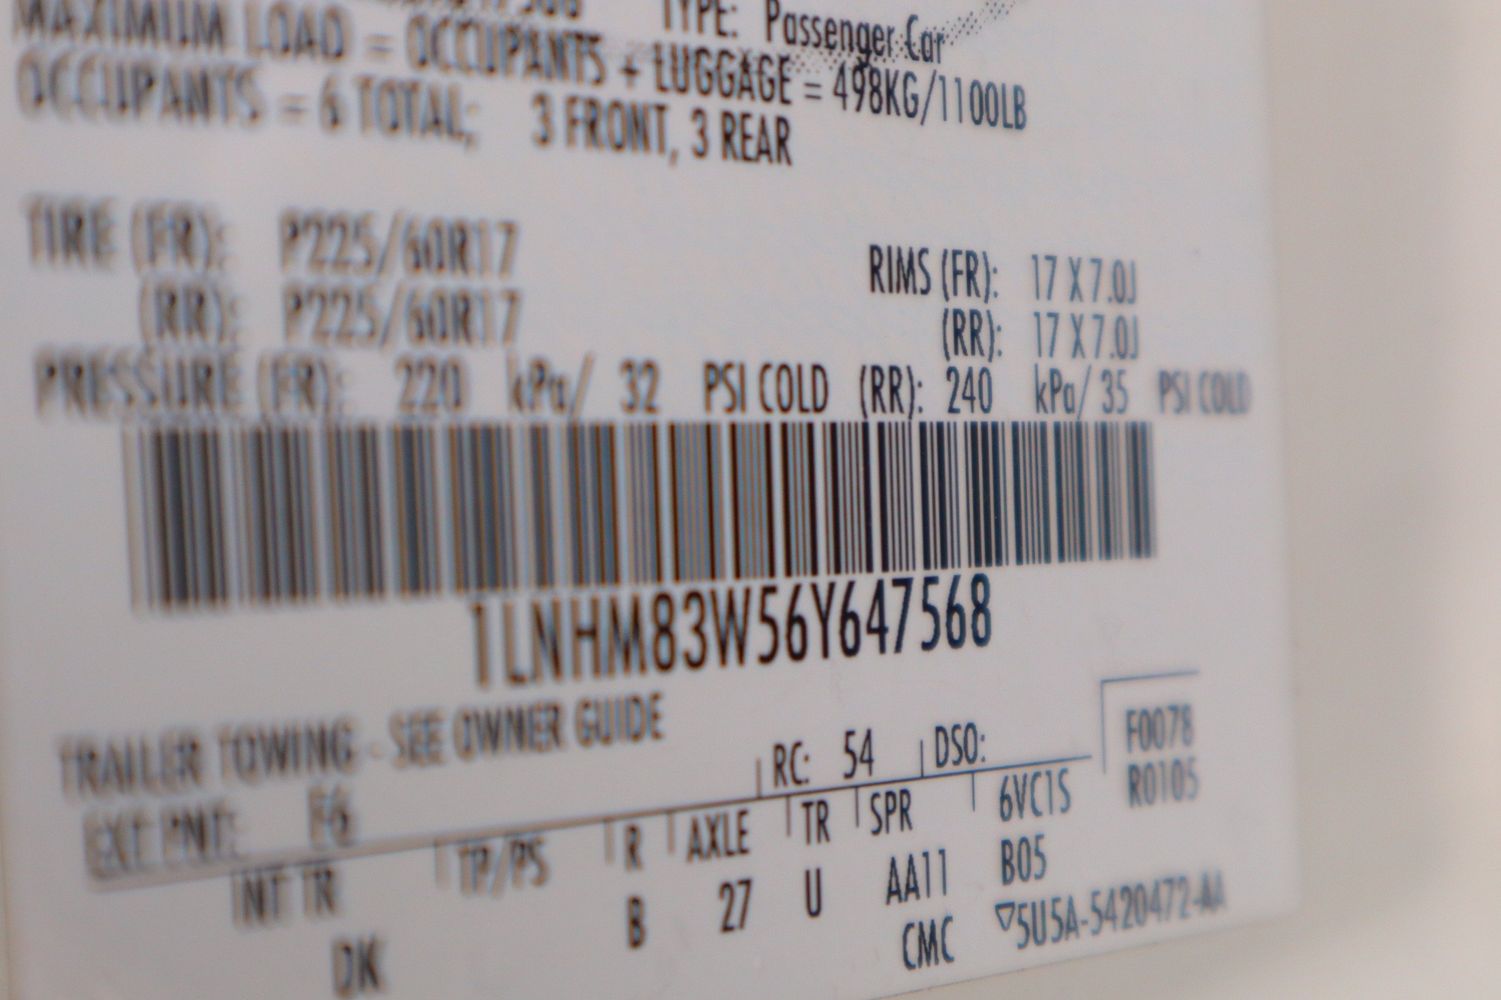 TYPE: Passenger Car
MAXIMUM LOAD = OCCUPANTS + LUGGAGE = 498KG/1100LB
OCCUPANTS = 6 TOTAL; 3 FRONT, 3 REAR
TIRE (FR): P225/60R17 RIMS (FR): 17 X 7.0J
(RR): P225/60R17 (RR): 17 X 7.0J
PRESSURE (FR): 220 kPa/ 32 PSI COLD (RR): 240 kPa/ 35 PSI COLD
1LNHM83W56Y647568
TRAILER TOWING - SEE OWNER GUIDE
EXT PNT: F6 RC: 54 DSO: F0078
R0105
INT TR TP/PS R AXLE TR SPR 6VC1S
DK B 27 U AA11 B05
CMC ▽5U5A-5420472-AA